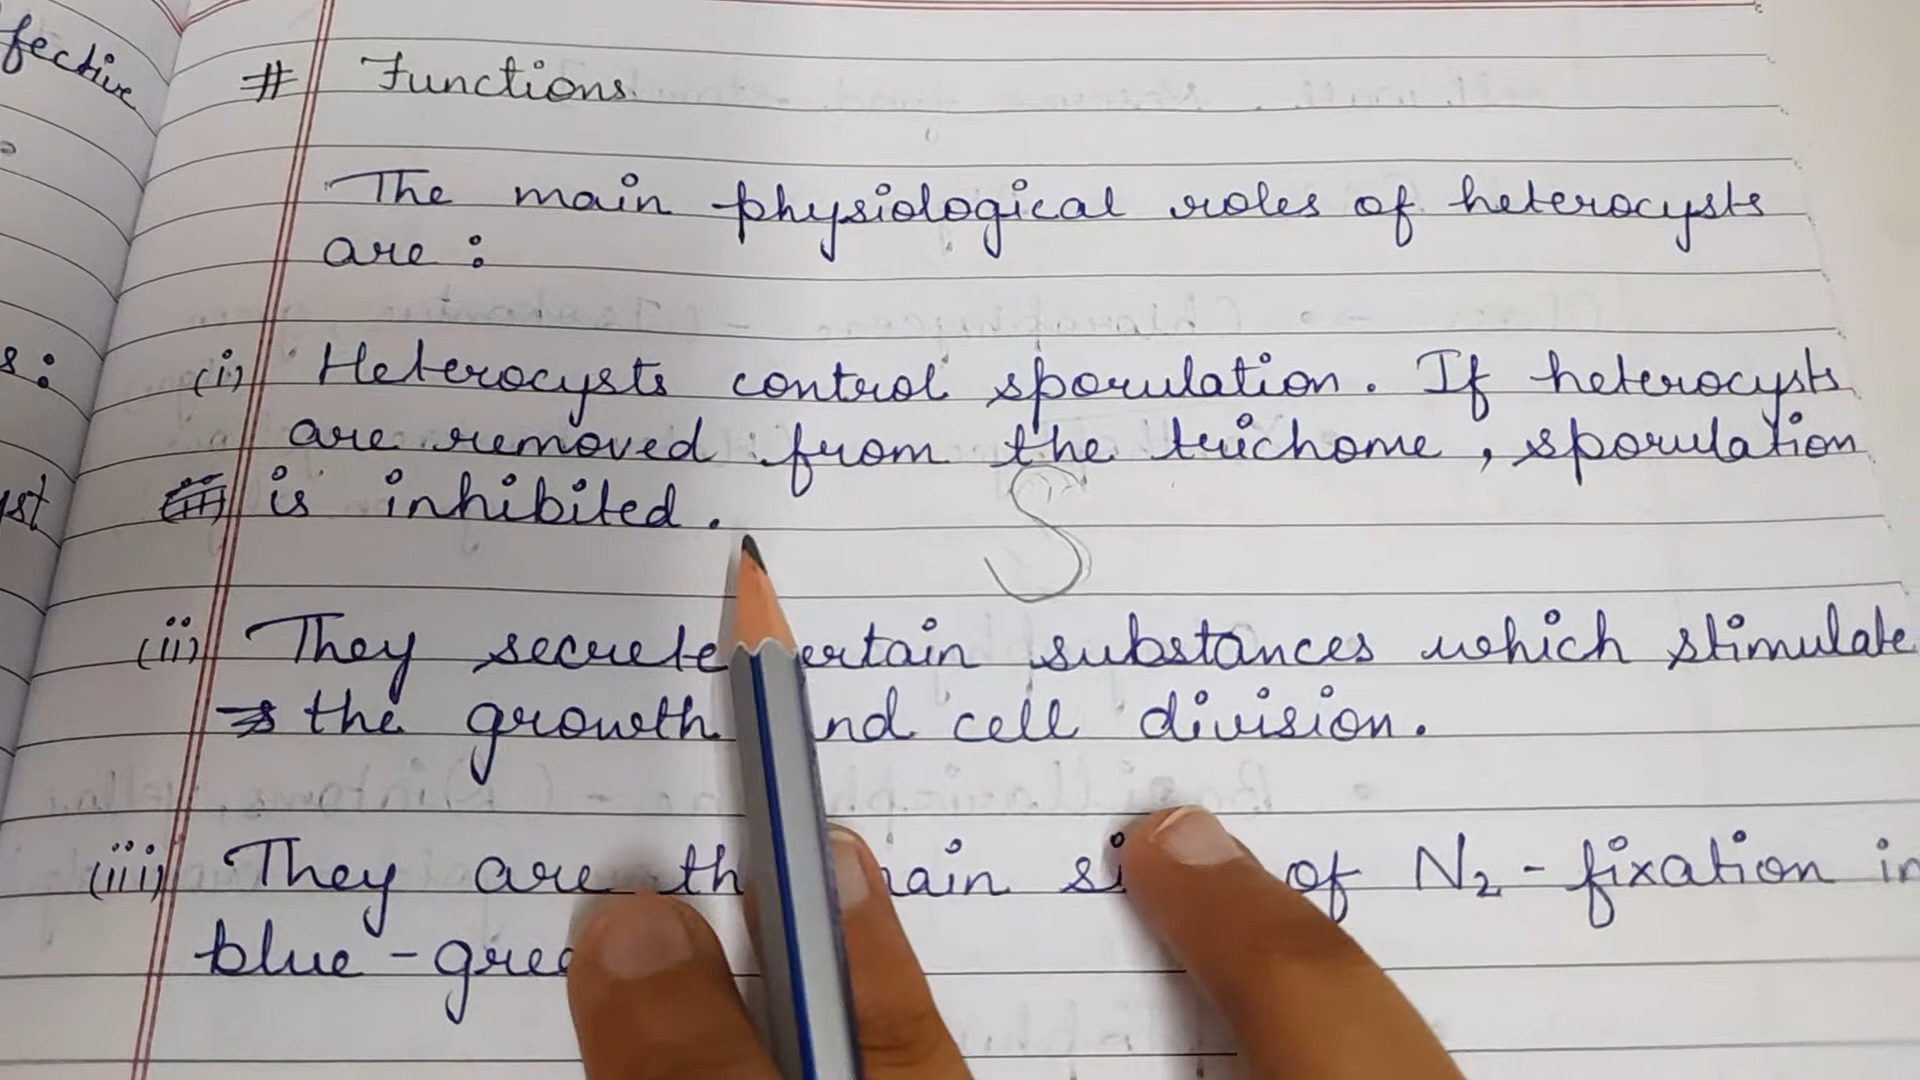 fective
s:
yst
# Functions.
The main physiological roles of heterocysts
are :
(i) Heterocysts control sporulation. If heterocysts
are removed from the trichome, sporulation
is inhibited.
S
(ii) They secrete ertain substances which stimulate
the growth nd cell division.
(iii) They are th ain si of N2 - fixation in
blue - gree